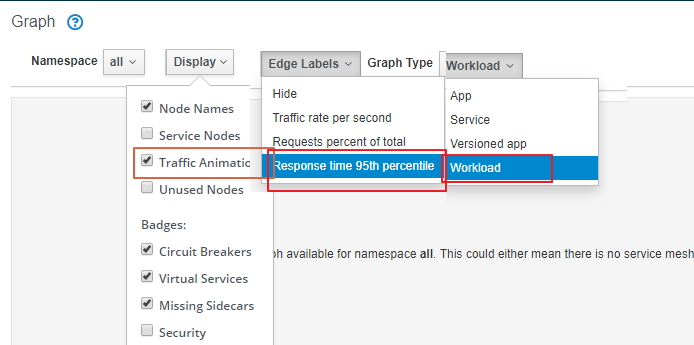 Graph
Namespace all Display Edge Labels Graph Type Workload
Node Names
Service Nodes
Traffic Animatio
Unused Nodes
Badges:
Circuit Breakers
Virtual Services
Missing Sidecars
Security
Hide
Traffic rate per second
Requests percent of total
Response time 95th percentile
App
Service
Versioned app
Workload
ph available for namespace all. This could either mean there is no service mesh